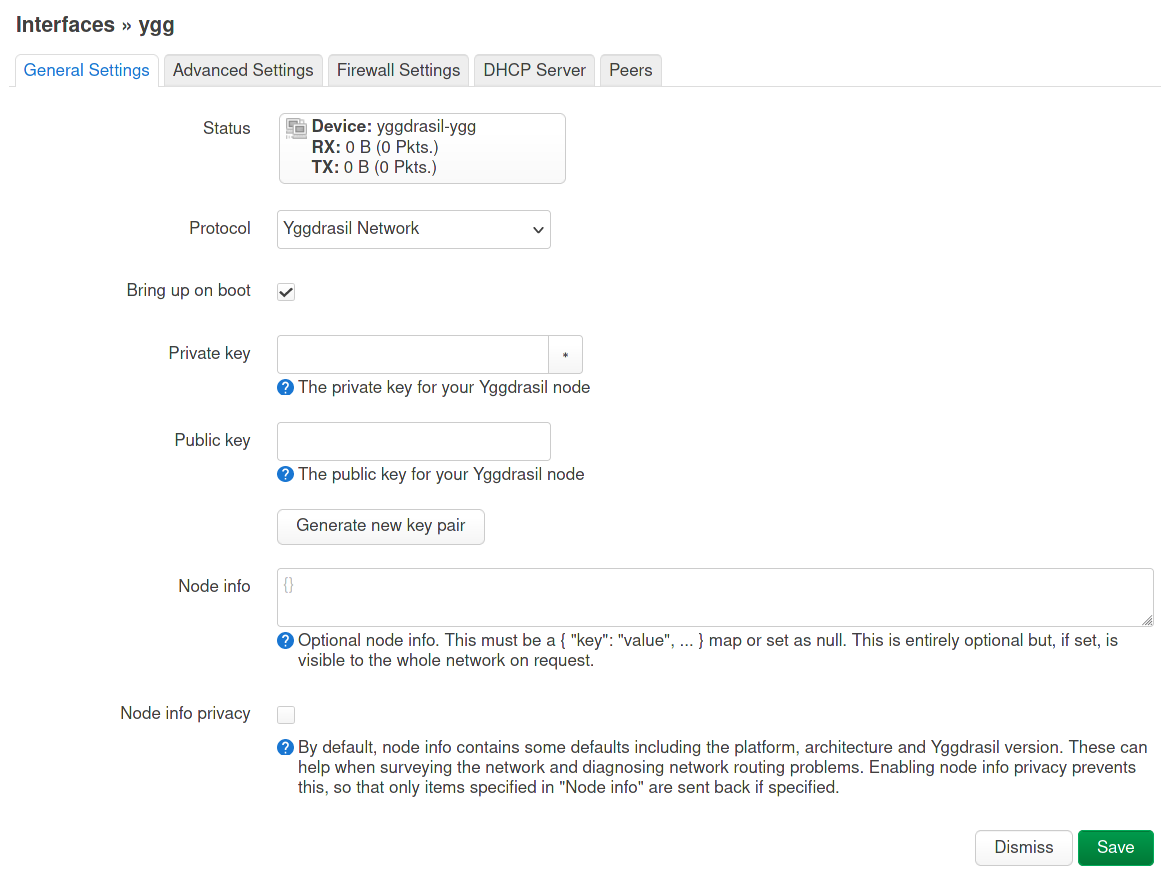 Interfaces » ygg
General Settings
Advanced Settings
Firewall Settings
DHCP Server
Peers
Status
Device: yggdrasil-ygg
RX: 0 B (0 Pkts.)
TX: 0 B (0 Pkts.)
Protocol
Yggdrasil Network
Bring up on boot
Private key
*
The private key for your Yggdrasil node
Public key
The public key for your Yggdrasil node
Generate new key pair
Node info
{}
Optional node info. This must be a { "key": "value", ... } map or set as null. This is entirely optional but, if set, is
visible to the whole network on request.
Node info privacy
By default, node info contains some defaults including the platform, architecture and Yggdrasil version. These can
help when surveying the network and diagnosing network routing problems. Enabling node info privacy prevents
this, so that only items specified in "Node info" are sent back if specified.
Dismiss
Save